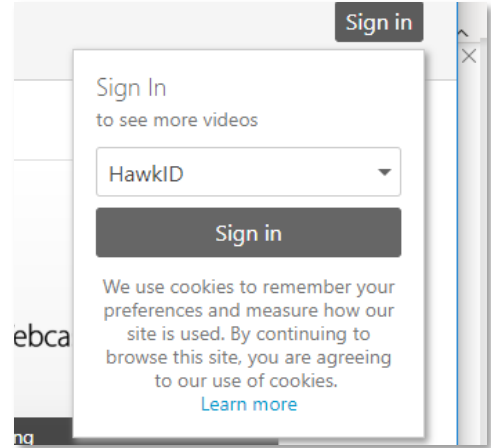 Sign in
Sign In
to see more videos
HawkID
Sign in
We use cookies to remember your
preferences and measure how our
site is used. By continuing to
browse this site, you are agreeing
to our use of cookies.
Learn more
ebca
ng